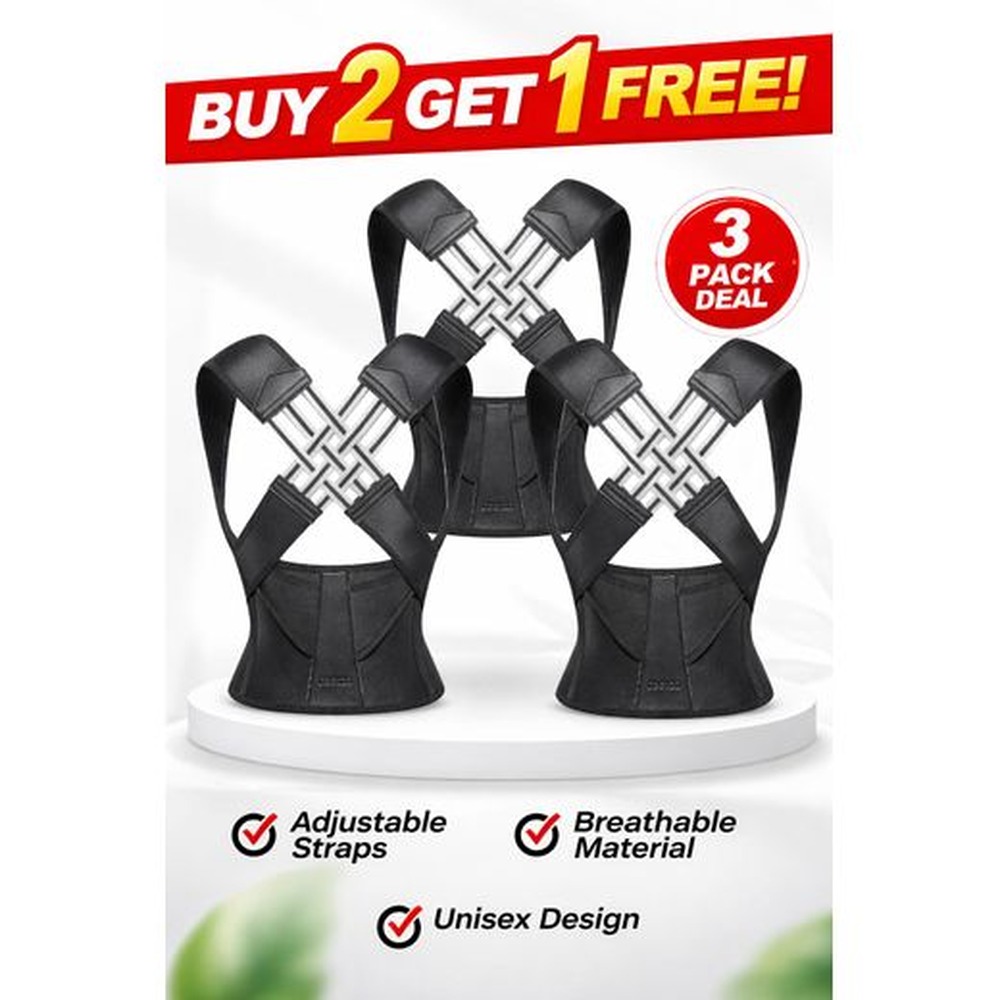 BUY 2 GET 1 FREE!
3
PACK
DEAL
Adjustable
Straps
Breathable
Material
Unisex Design